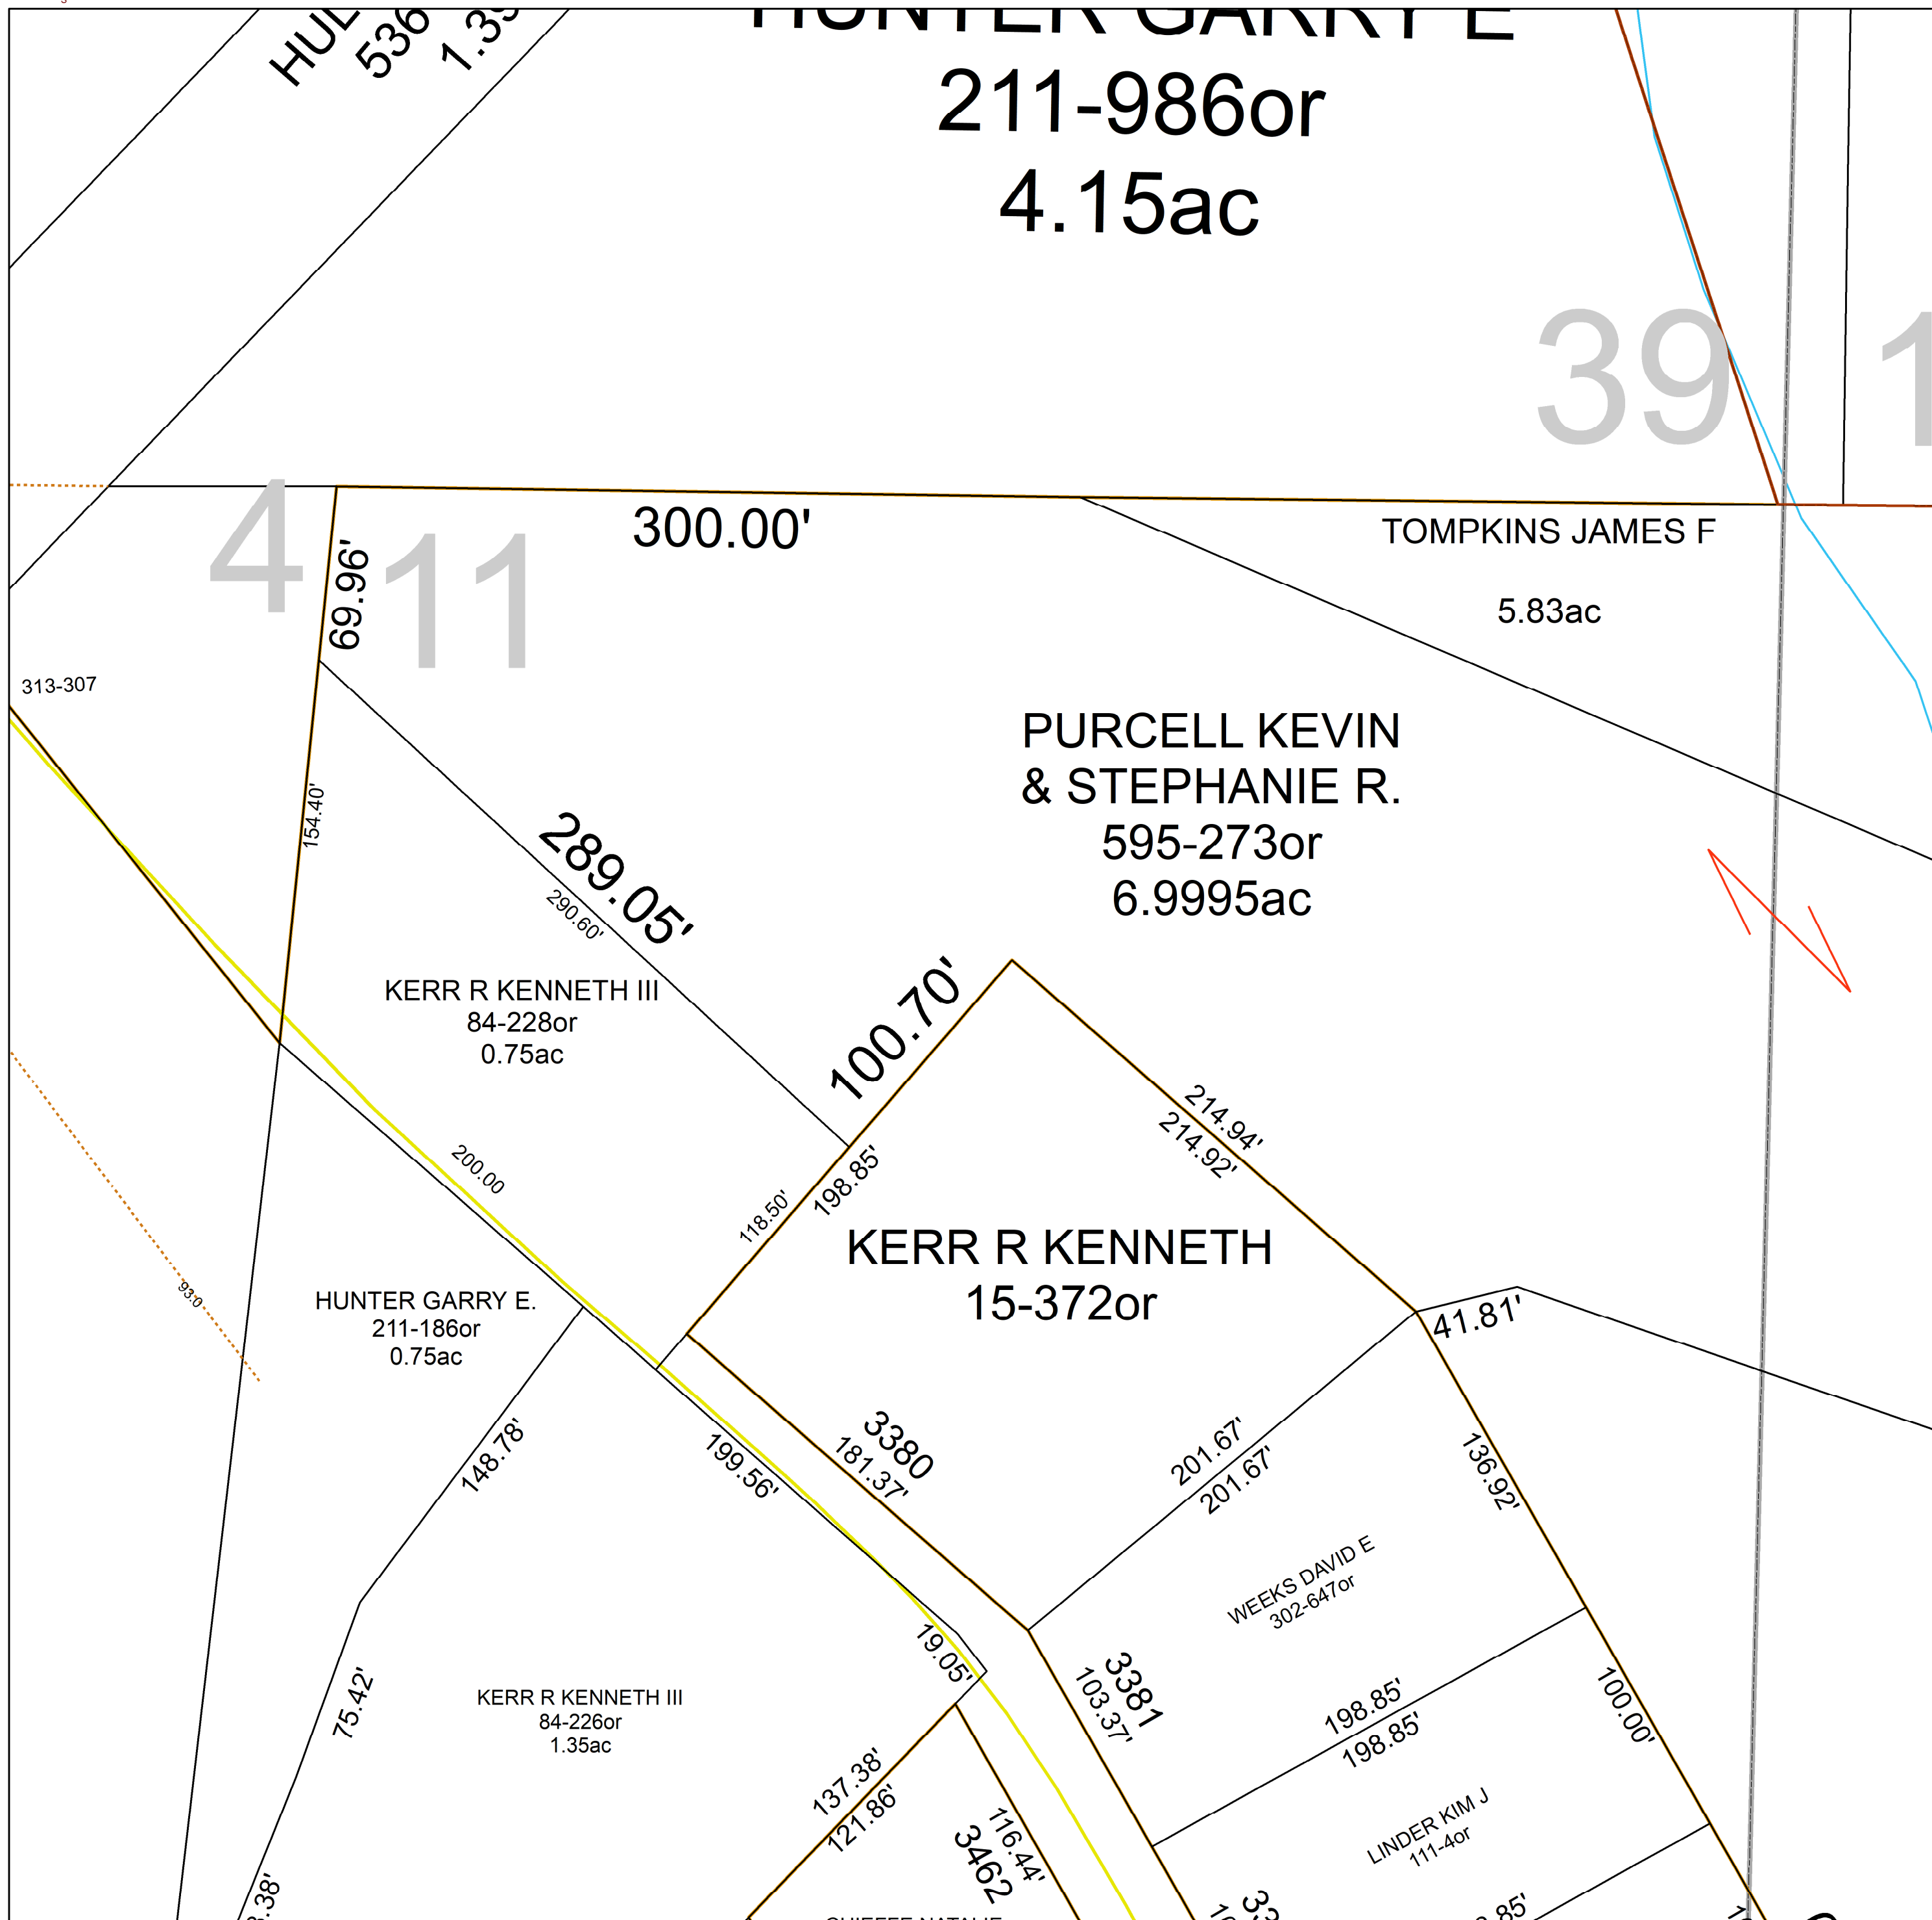 HUNTER GARRY E
211-986or
4.15ac
39
4
11
300.00'
69.96'
TOMPKINS JAMES F
5.83ac
313-307
PURCELL KEVIN
& STEPHANIE R.
595-273or
6.9995ac
154.40'
289.05'
290.60'
KERR R KENNETH III
84-228or
0.75ac
100.70'
214.94'
214.92'
198.85'
118.50'
200.00
KERR R KENNETH
15-372or
93.0
HUNTER GARRY E.
211-186or
0.75ac
41.81'
148.78'
199.56'
3380
181.37'
201.67'
201.67'
136.92'
WEEKS DAVID E
302-647or
19.05'
75.42'
KERR R KENNETH III
84-226or
1.35ac
3381
103.37'
198.85'
198.85'
100.00'
137.38'
121.86'
116.44'
3462
LINDER KIM J
111-4or